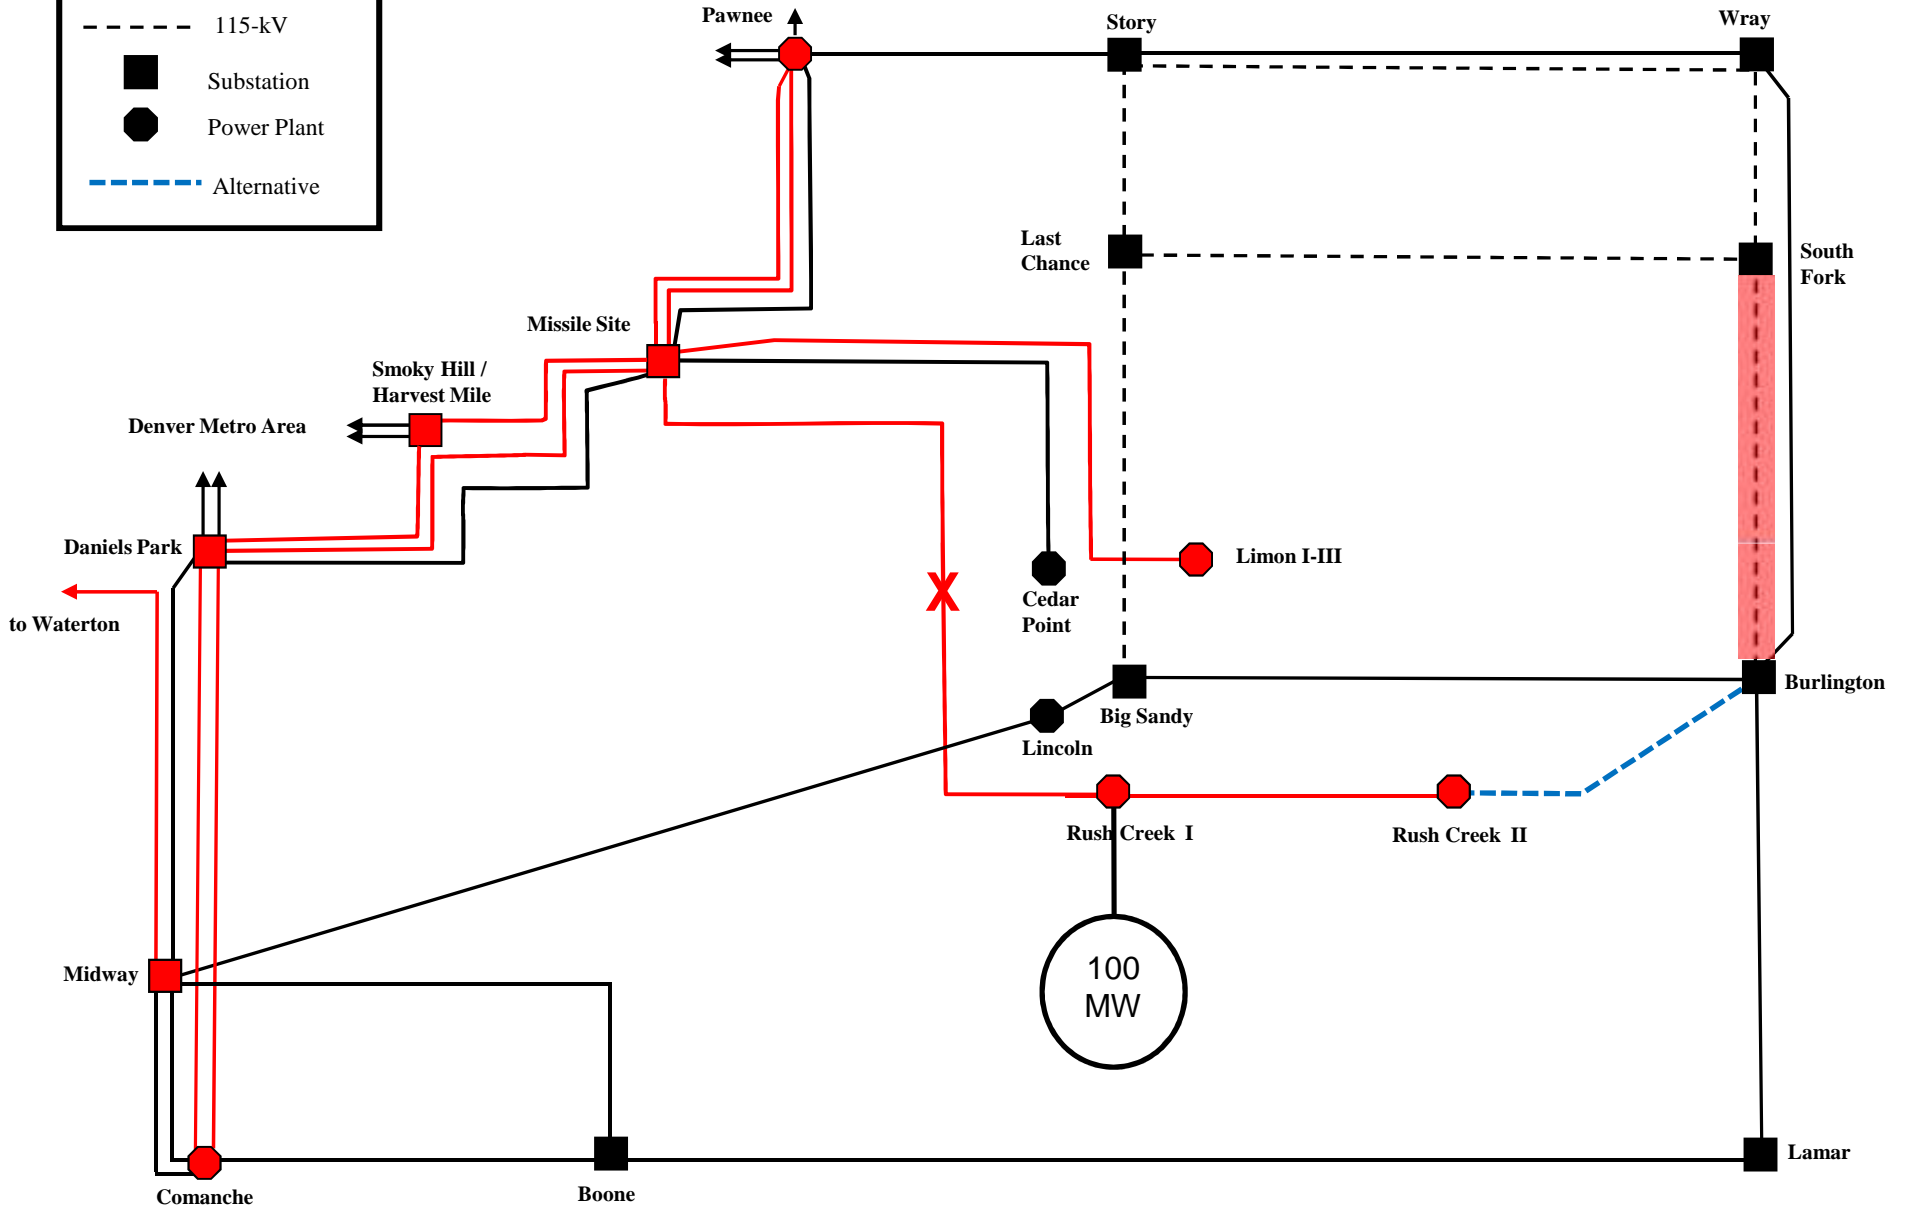 115-kV
Substation
Power Plant
Alternative
Pawnee
Story
Wray
Last
Chance
South
Fork
Missile Site
Smoky Hill /
Harvest Mile
Denver Metro Area
Daniels Park
to Waterton
X
Cedar
Point
Limon I-III
Big Sandy
Lincoln
Burlington
Rush Creek I
Rush Creek II
100
MW
Midway
Comanche
Boone
Lamar